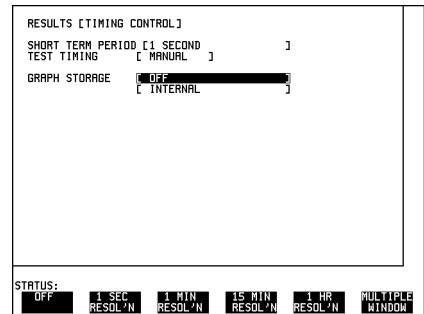 RESULTS [TIMING CONTROL]
SHORT TERM PERIOD [1 SECOND ]
TEST TIMING [ MANUAL ]
GRAPH STORAGE [ OFF ]
[ INTERNAL ]
STATUS:
OFF 1 SEC 1 MIN 15 MIN 1 HR MULTIPLE
RESOL'N RESOL'N RESOL'N RESOL'N WINDOW